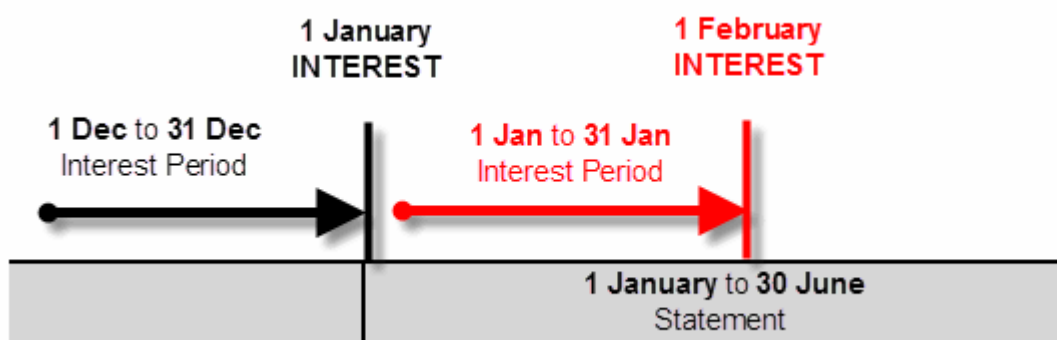 1 January
INTEREST
1 February
INTEREST
1 Dec to 31 Dec
Interest Period
1 Jan to 31 Jan
Interest Period
1 January to 30 June
Statement